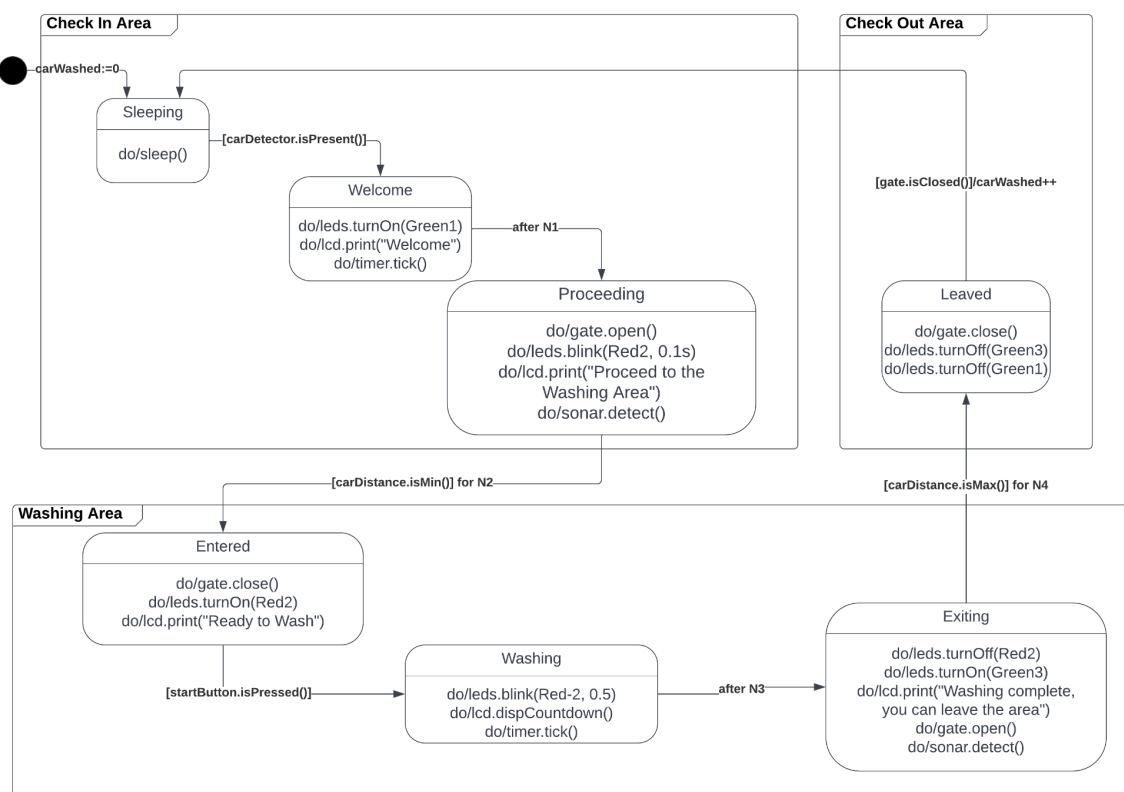 Check In Area
carWashed:=0
Sleeping
do/sleep()
[carDetector.isPresent()]
Welcome
do/leds.turnOn(Green1)
do/lcd.print("Welcome")
do/timer.tick()
after N1
Proceeding
do/gate.open()
do/leds.blink(Red2, 0.1s)
do/lcd.print("Proceed to the
Washing Area")
do/sonar.detect()
Check Out Area
[gate.isClosed()]/carWashed++
Leaved
do/gate.close()
do/leds.turnOff(Green3)
do/leds.turnOff(Green1)
[carDistance.isMin()] for N2
[carDistance.isMax()] for N4
Washing Area
Entered
do/gate.close()
do/leds.turnOn(Red2)
do/lcd.print("Ready to Wash")
[startButton.isPressed()]
Washing
do/leds.blink(Red-2, 0.5)
do/lcd.dispCountdown()
do/timer.tick()
after N3
Exiting
do/leds.turnOff(Red2)
do/leds.turnOn(Green3)
do/lcd.print("Washing complete,
you can leave the area")
do/gate.open()
do/sonar.detect()